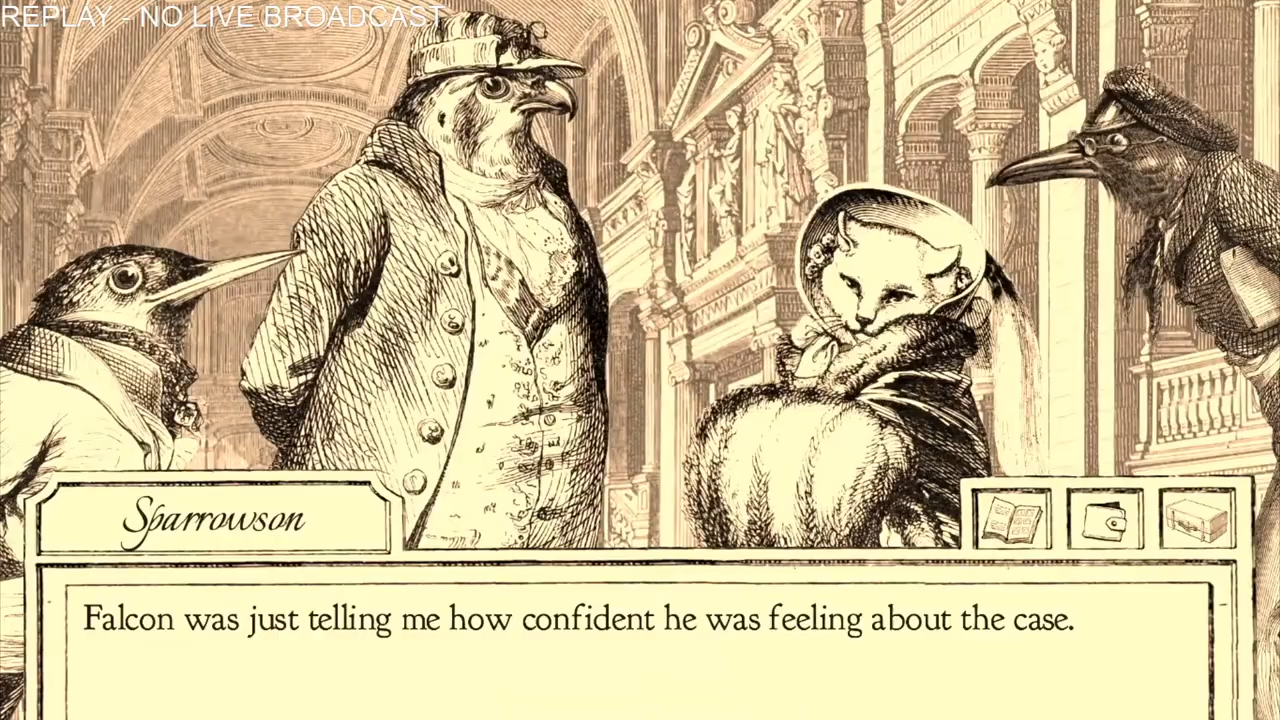 REPLAY - NO LIVE BROADCAST
Sparrowson
Falcon was just telling me how confident he was feeling about the case.